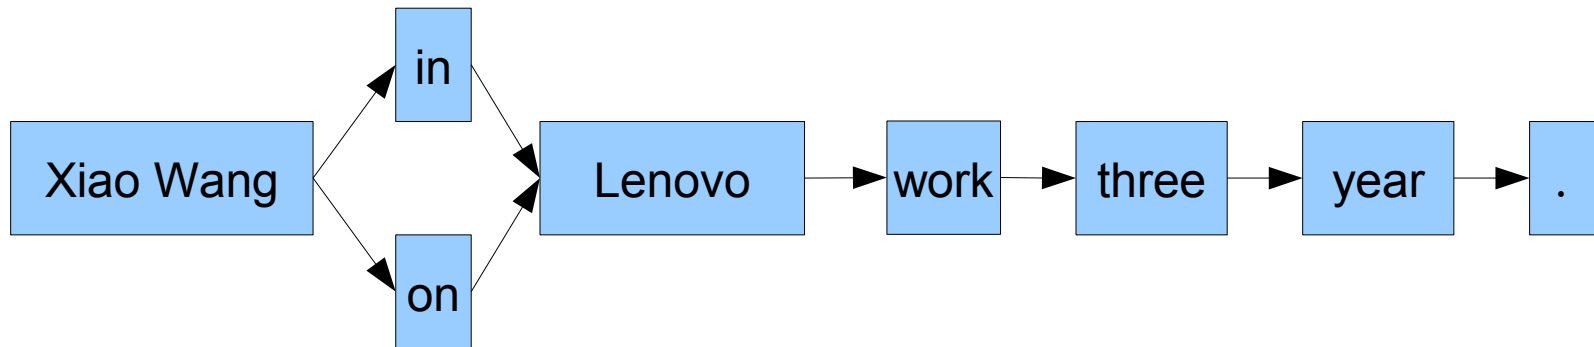 in
Xiao Wang
Lenovo
work
three
year
.
on